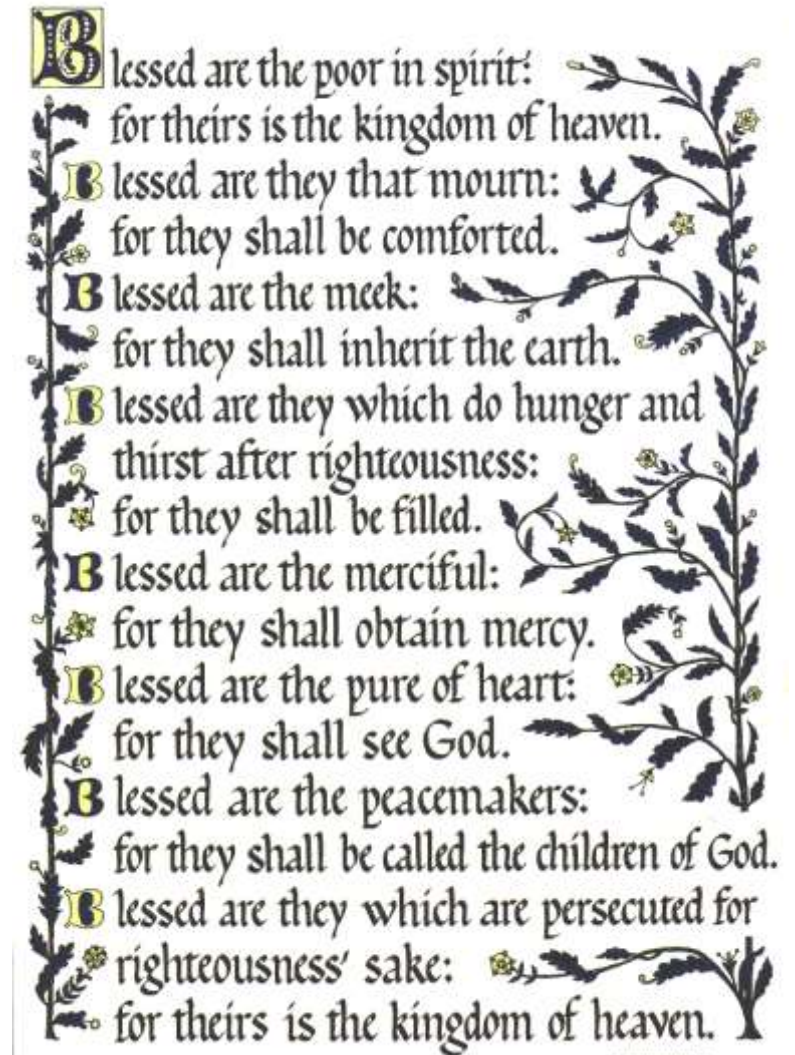 Blessed are the poor in spirit:
for theirs is the kingdom of heaven.
Blessed are they that mourn:
for they shall be comforted.
Blessed are the meek:
for they shall inherit the earth.
Blessed are they which do hunger and
thirst after righteousness:
for they shall be filled.
Blessed are the merciful:
for they shall obtain mercy.
Blessed are the pure of heart:
for they shall see God.
Blessed are the peacemakers:
for they shall be called the children of God.
Blessed are they which are persecuted for
righteousness' sake:
for theirs is the kingdom of heaven.